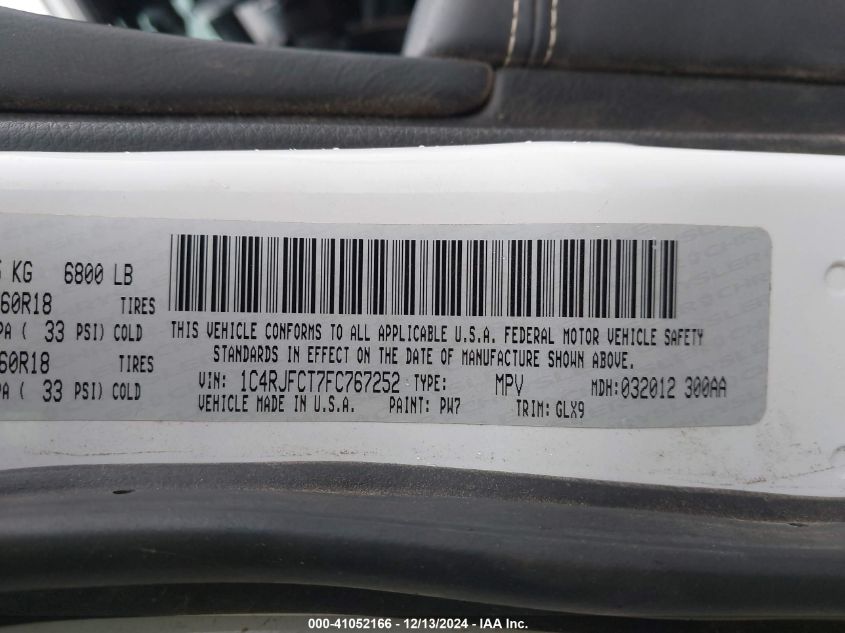 5 KG 6800 LB
60R18 TIRES
PA ( 33 PSI) COLD
60R18 TIRES
PA ( 33 PSI) COLD
THIS VEHICLE CONFORMS TO ALL APPLICABLE U.S.A. FEDERAL MOTOR VEHICLE SAFETY
STANDARDS IN EFFECT ON THE DATE OF MANUFACTURE SHOWN ABOVE.
VIN: 1C4RJFCT7FC767252 TYPE: MPV MDH:032012 300AA
VEHICLE MADE IN U.S.A. PAINT: PW7 TRIM: GLX9
CHRYSLER
000-41052166 - 12/13/2024 - © IAA Inc.